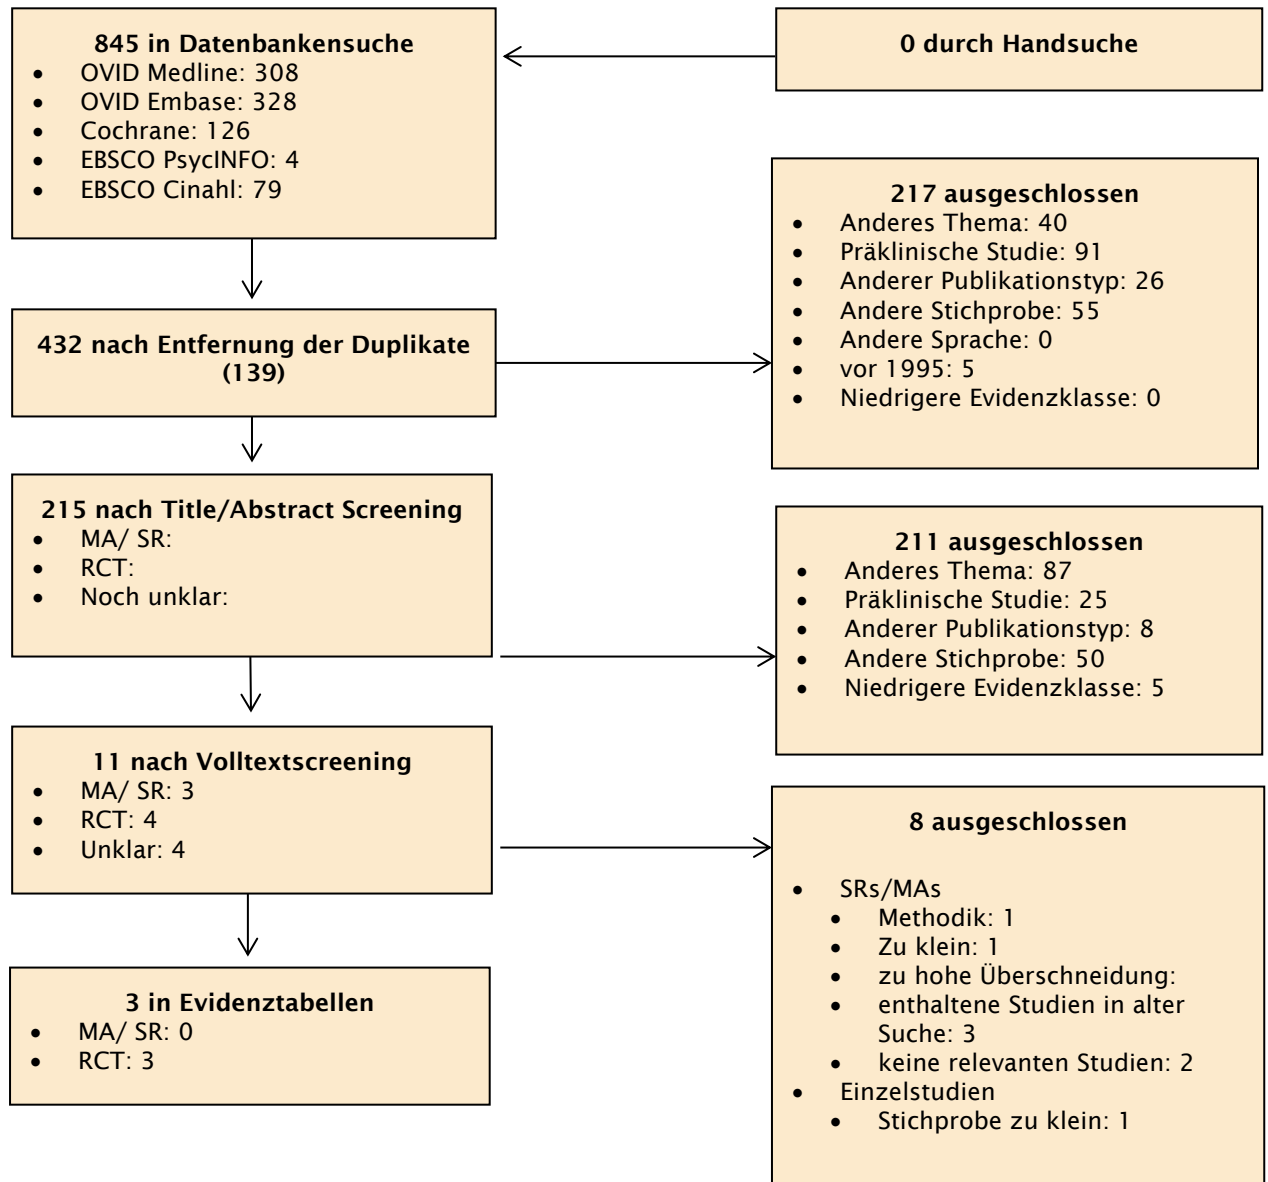 845 in Datenbankensuche
• OVID Medline: 308
• OVID Embase: 328
• Cochrane: 126
• EBSCO PsycINFO: 4
• EBSCO Cinahl: 79
0 durch Handsuche
432 nach Entfernung der Duplikate
(139)
217 ausgeschlossen
• Anderes Thema: 40
• Präklinische Studie: 91
• Anderer Publikationstyp: 26
• Andere Stichprobe: 55
• Andere Sprache: 0
• vor 1995: 5
• Niedrigere Evidenzklasse: 0
215 nach Title/Abstract Screening
• MA/ SR:
• RCT:
• Noch unklar:
211 ausgeschlossen
• Anderes Thema: 87
• Präklinische Studie: 25
• Anderer Publikationstyp: 8
• Andere Stichprobe: 50
• Niedrigere Evidenzklasse: 5
11 nach Volltextscreening
• MA/ SR: 3
• RCT: 4
• Unklar: 4
8 ausgeschlossen
• SRs/MAs
• Methodik: 1
• Zu klein: 1
• zu hohe Überschneidung:
• enthaltene Studien in alter
Suche: 3
• keine relevanten Studien: 2
• Einzelstudien
• Stichprobe zu klein: 1
3 in Evidenztabellen
• MA/ SR: 0
• RCT: 3